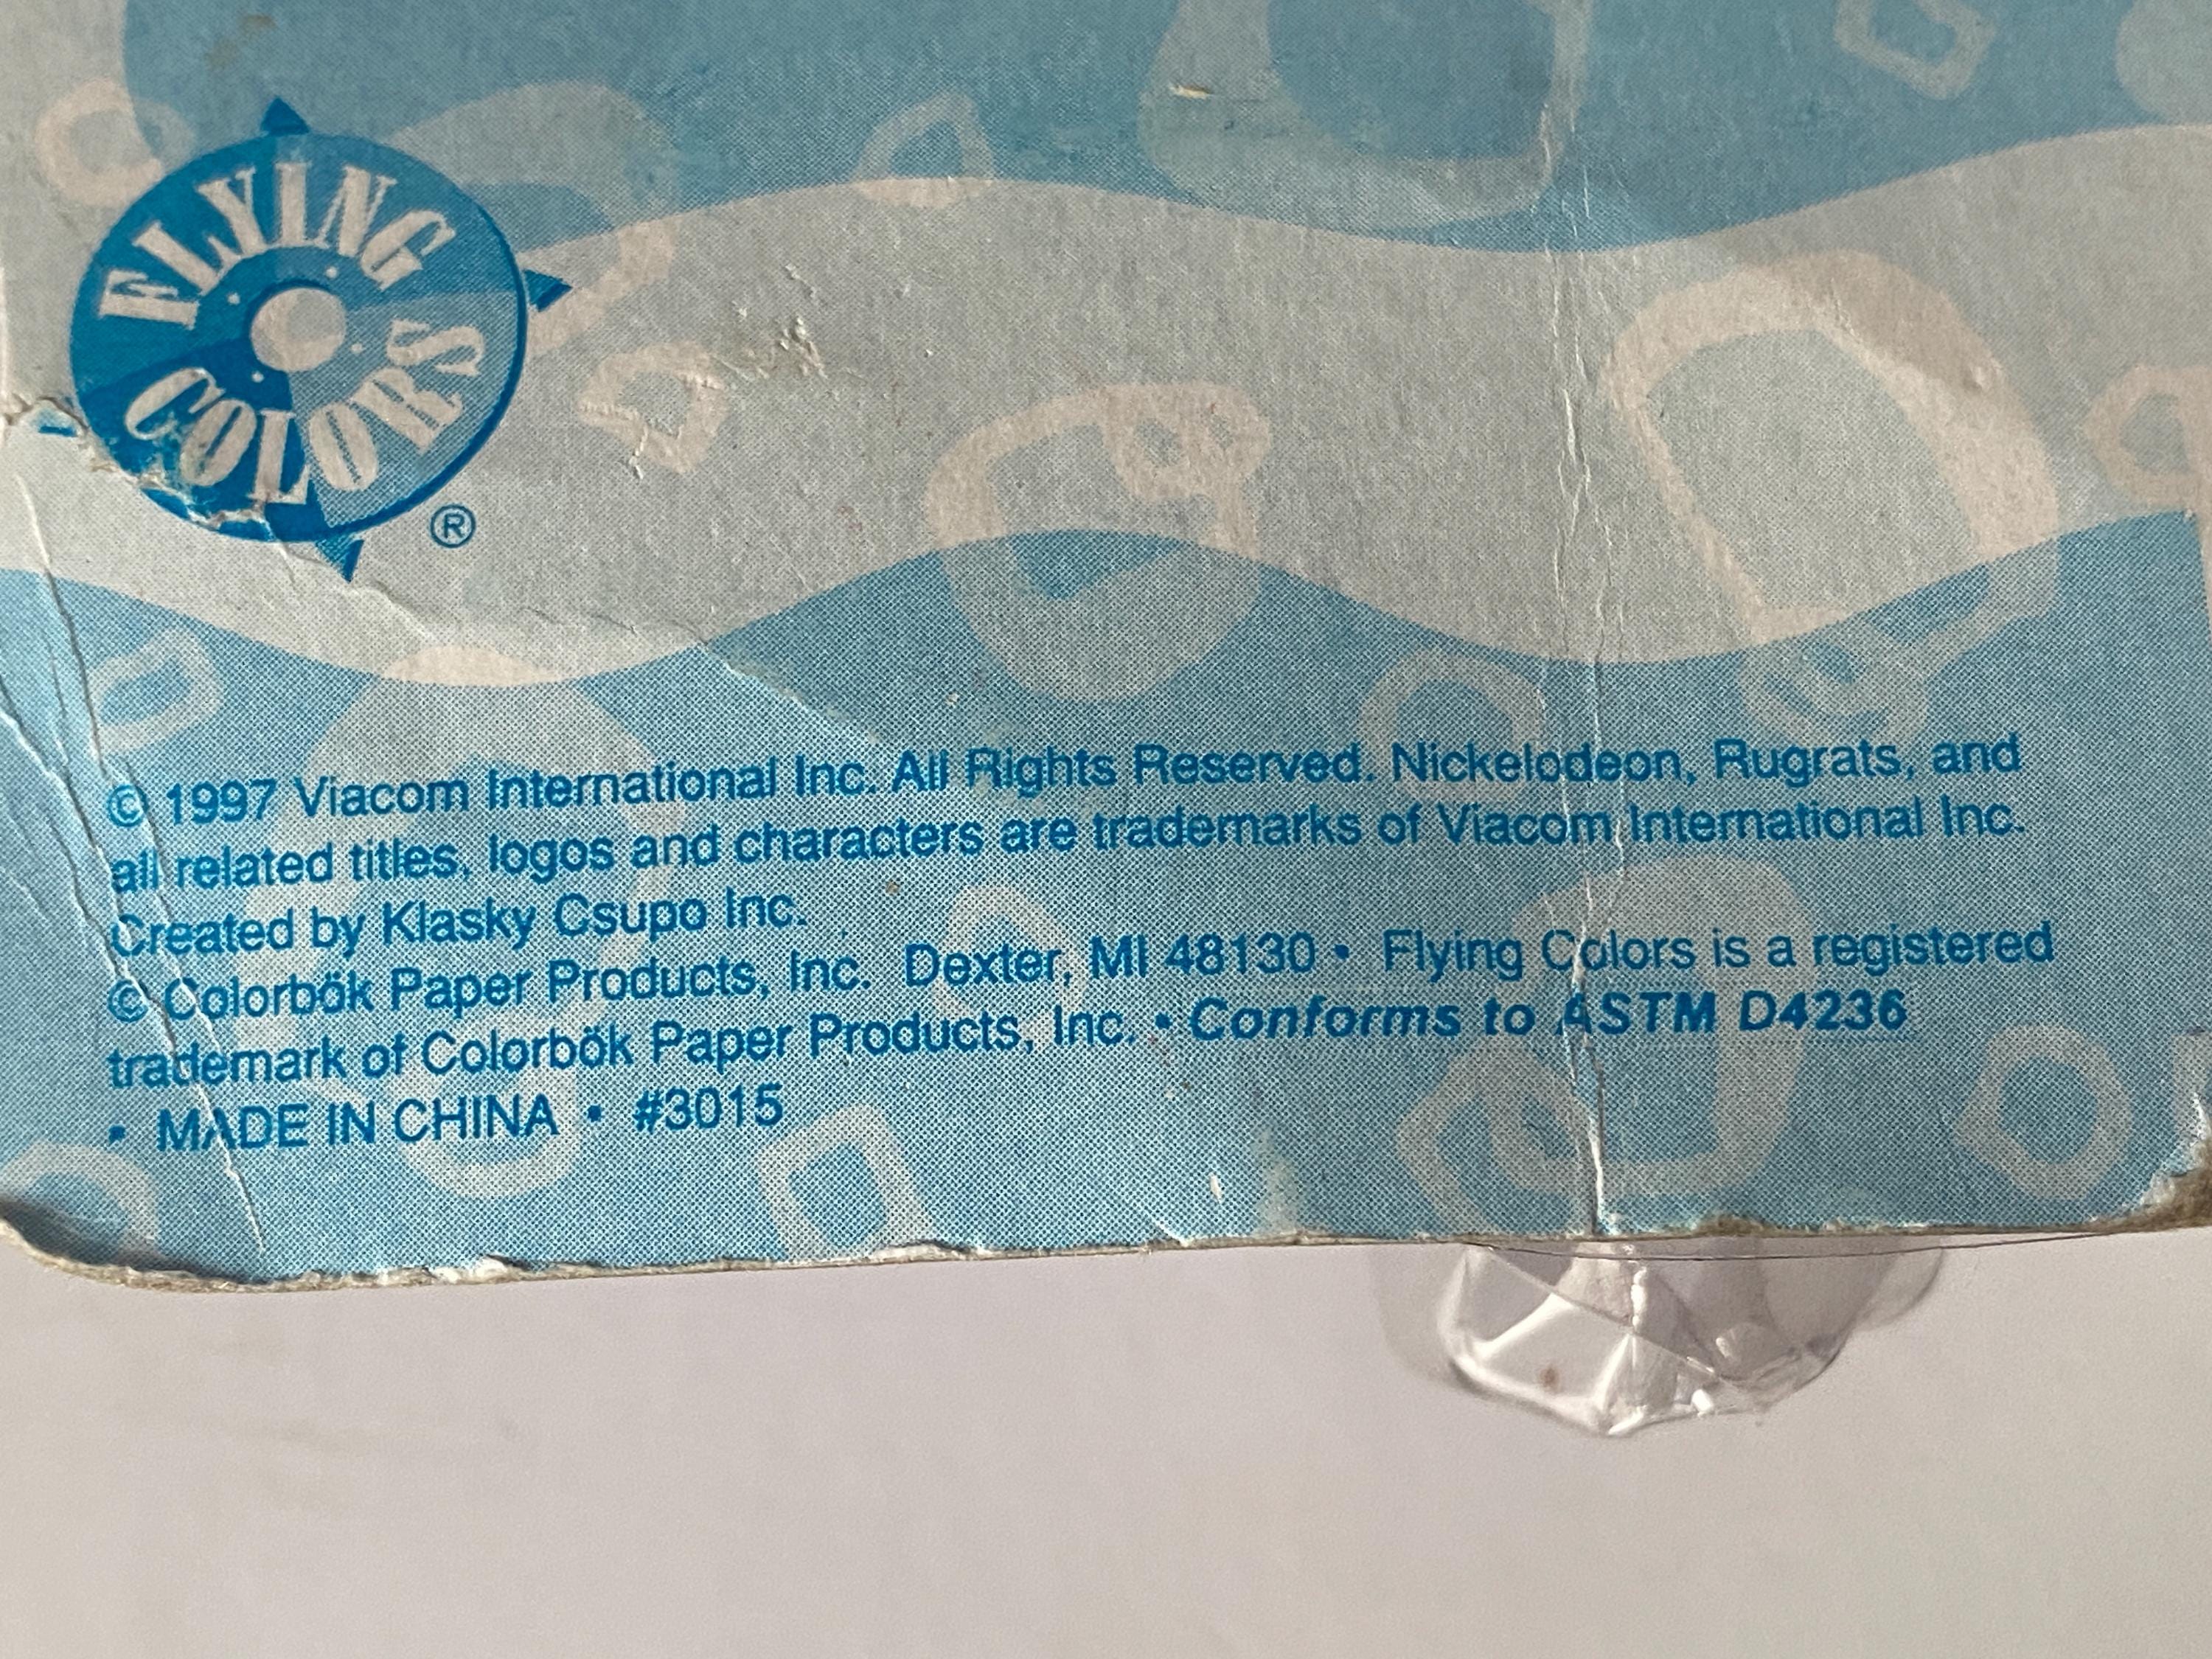 FLYING
COLORS
®
© 1997 Viacom International Inc. All Rights Reserved. Nickelodeon, Rugrats, and
all related titles, logos and characters are trademarks of Viacom International Inc.
Created by Klasky Csupo Inc.
© Colorbök Paper Products, Inc. Dexter, MI 48130 • Flying Colors is a registered
trademark of Colorbök Paper Products, Inc. • Conforms to ASTM D4236
• MADE IN CHINA • #3015